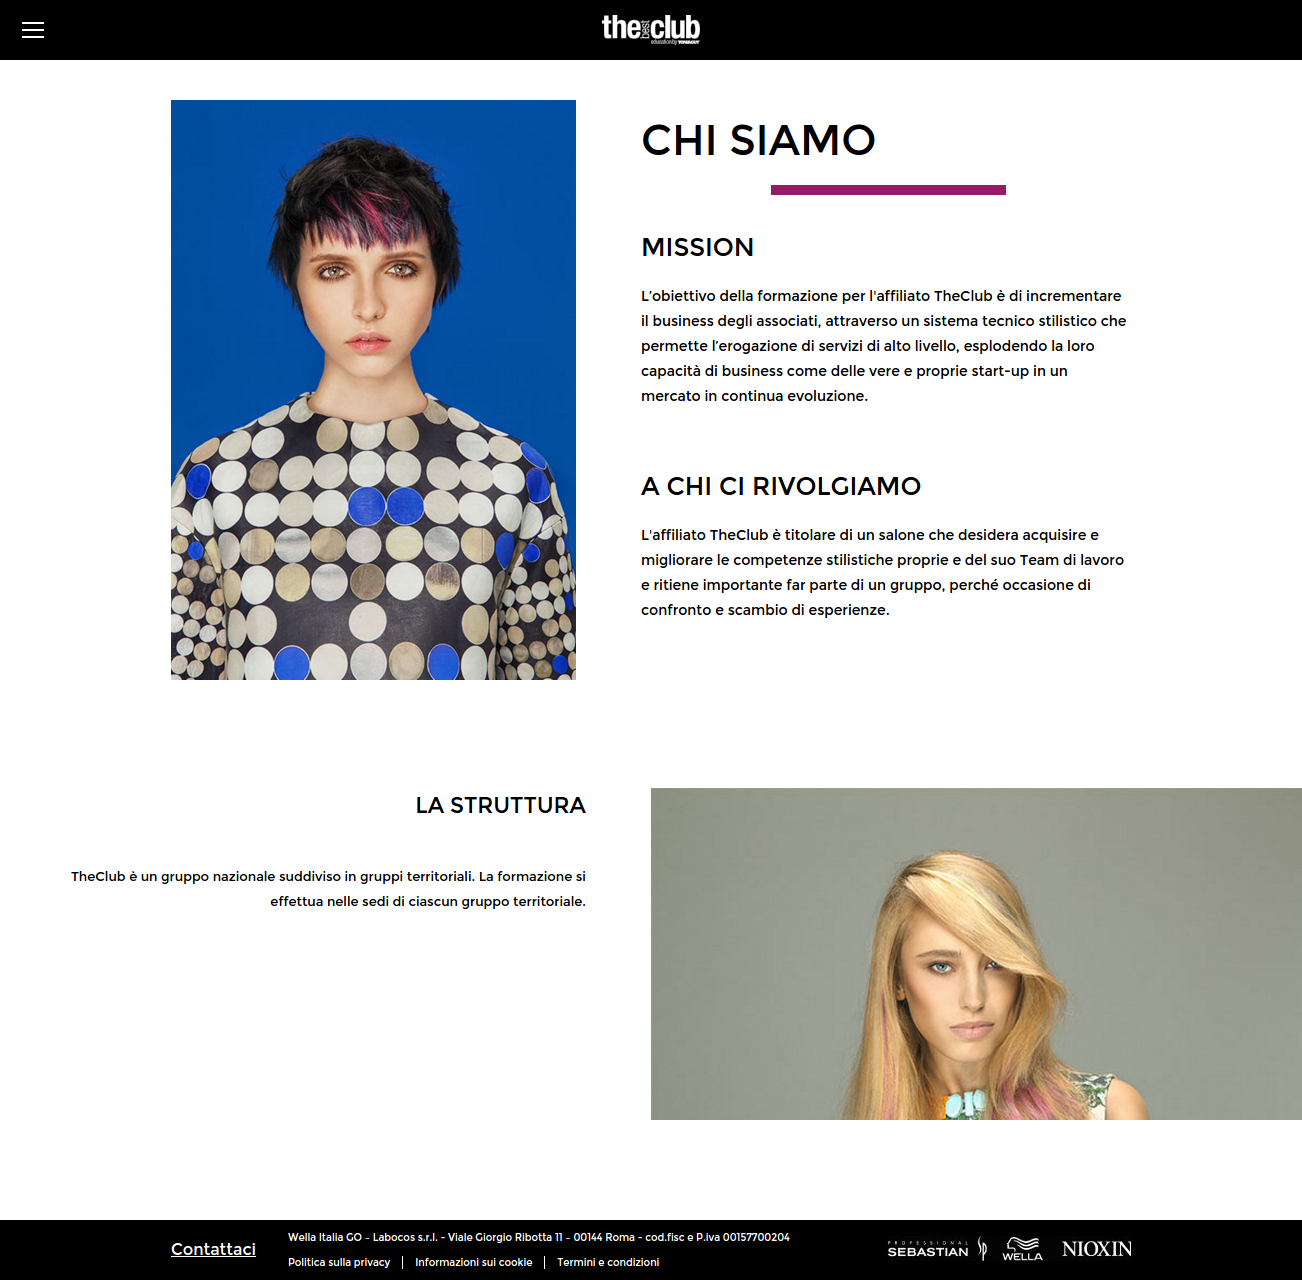 the best club
education by TONI&GUY
CHI SIAMO
MISSION
L’obiettivo della formazione per l'affiliato TheClub è di incrementare
il business degli associati, attraverso un sistema tecnico stilistico che
permette l’erogazione di servizi di alto livello, esplodendo la loro
capacità di business come delle vere e proprie start-up in un
mercato in continua evoluzione.
A CHI CI RIVOLGIAMO
L'affiliato TheClub è titolare di un salone che desidera acquisire e
migliorare le competenze stilistiche proprie e del suo Team di lavoro
e ritiene importante far parte di un gruppo, perché occasione di
confronto e scambio di esperienze.
LA STRUTTURA
TheClub è un gruppo nazionale suddiviso in gruppi territoriali. La formazione si
effettua nelle sedi di ciascun gruppo territoriale.
Contattaci
Wella Italia GO – Labocos s.r.l. - Viale Giorgio Ribotta 11 – 00144 Roma - cod.fisc e P.iva 00157700204
Politica sulla privacy
Informazioni sui cookie
Termini e condizioni
PROFESSIONAL
SEBASTIAN
WELLA
NIOXIN